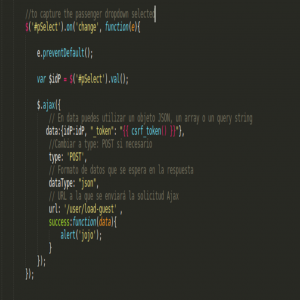 //to capture the passenger dropdown selected
$('#pSelect').on('change', function(e){
e.preventDefault();
var $idP = $('#pSelect').val();
$.ajax({
// En data puedes utilizar un objeto JSON, un array o un query string
data:{idP:idP, "_token": "{{ csrf_token() }}"},
//Cambiar a type: POST si necesario
type: 'POST',
// Formato de datos que se espera en la respuesta
dataType: "json",
// URL a la que se enviará la solicitud Ajax
url: '/user/load-guest' ,
success:function(data){
alert('jojo');
}
});
});